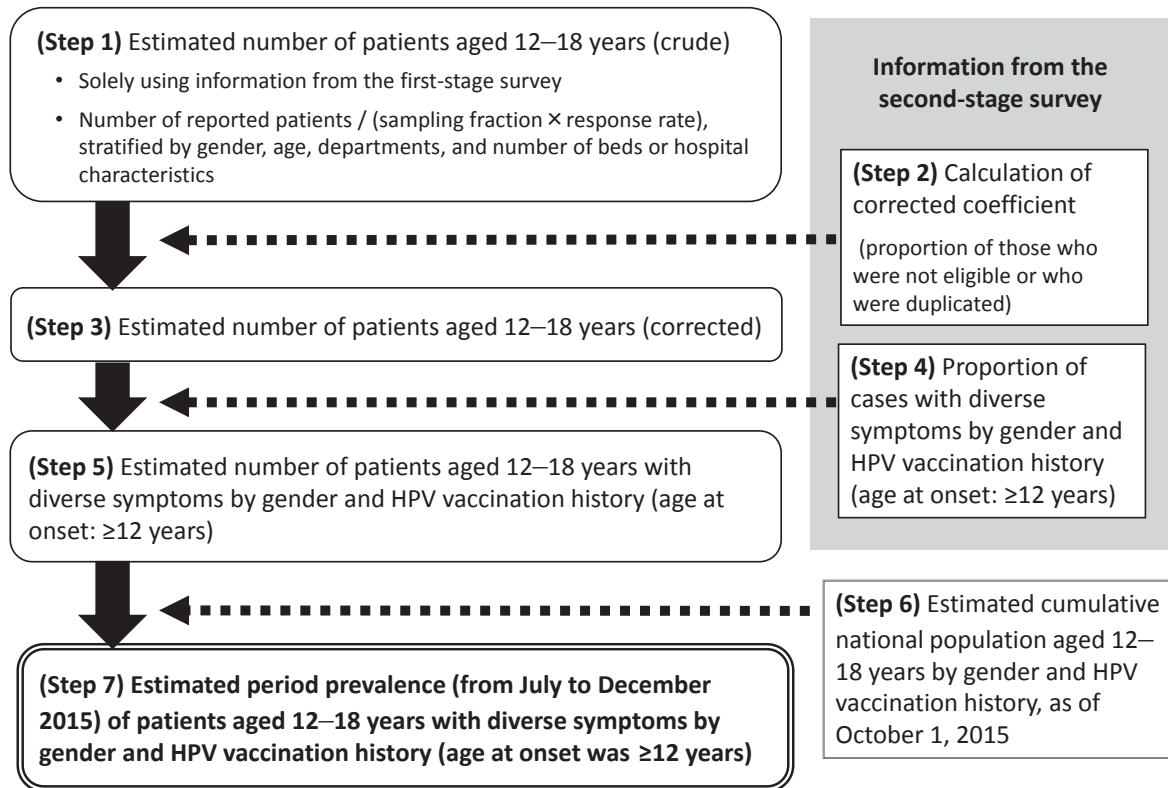 (Step 1) Estimated number of patients aged 12–18 years (crude)
• Solely using information from the first-stage survey
• Number of reported patients / (sampling fraction × response rate),
stratified by gender, age, departments, and number of beds or hospital
characteristics
Information from the
second-stage survey
(Step 2) Calculation of
corrected coefficient
(proportion of those who
were not eligible or who
were duplicated)
(Step 3) Estimated number of patients aged 12–18 years (corrected)
(Step 4) Proportion of
cases with diverse
symptoms by gender and
HPV vaccination history
(age at onset: ≥12 years)
(Step 5) Estimated number of patients aged 12–18 years with
diverse symptoms by gender and HPV vaccination history (age at
onset: ≥12 years)
(Step 6) Estimated cumulative
national population aged 12–
18 years by gender and HPV
vaccination history, as of
October 1, 2015
(Step 7) Estimated period prevalence (from July to December
2015) of patients aged 12–18 years with diverse symptoms by
gender and HPV vaccination history (age at onset was ≥12 years)